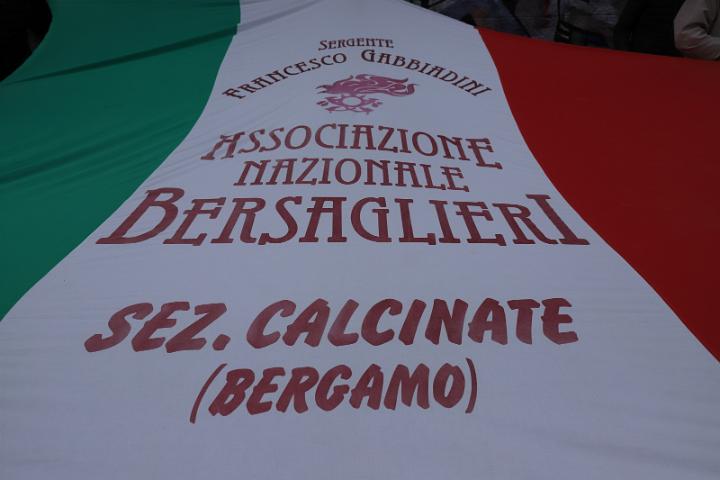 SERGENTE
FRANCESCO GABBIADINI
ASSOCIAZIONE
NAZIONALE
BERSAGLIERI
SEZ. CALCINATE
(BERGAMO)